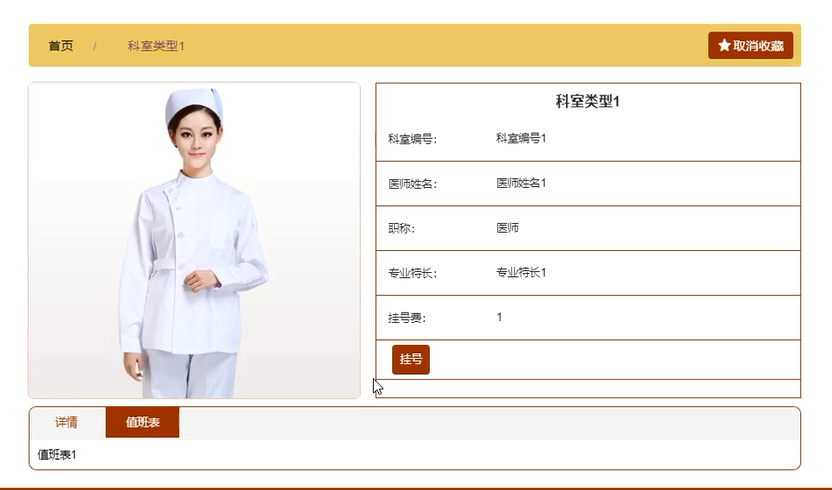 首页 / 科室类型1 ★取消收藏
科室类型1
科室编号： 科室编号1
医师姓名： 医师姓名1
职称： 医师
专业特长： 专业特长1
挂号费： 1
挂号
详情 值班表
值班表1